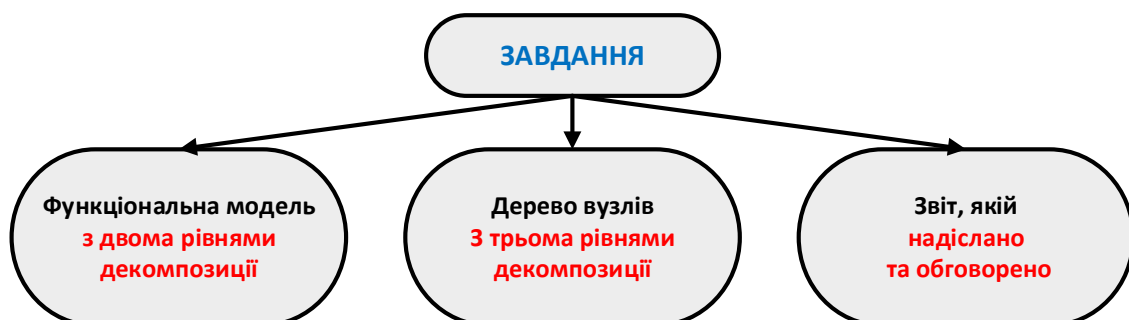 ЗАВДАННЯ
Функціональна модель
з двома рівнями
декомпозиції
Дерево вузлів
З трьома рівнями
декомпозиції
Звіт, якій
надіслано
та обговорено